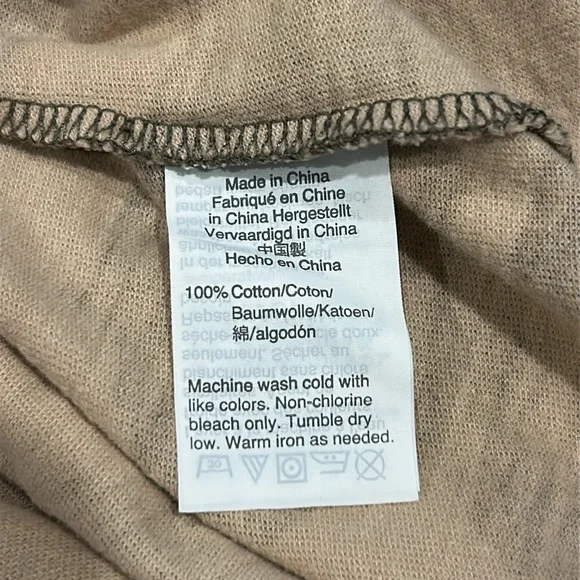 Made in China
Fabriqué en Chine
in China Hergestellt
Vervaardigd in China
中国製
Hecho en China
100% Cotton/Coton/
Baumwolle/Katoen/
綿/algodón
Machine wash cold with
like colors. Non-chlorine
bleach only. Tumble dry
low. Warm iron as needed.